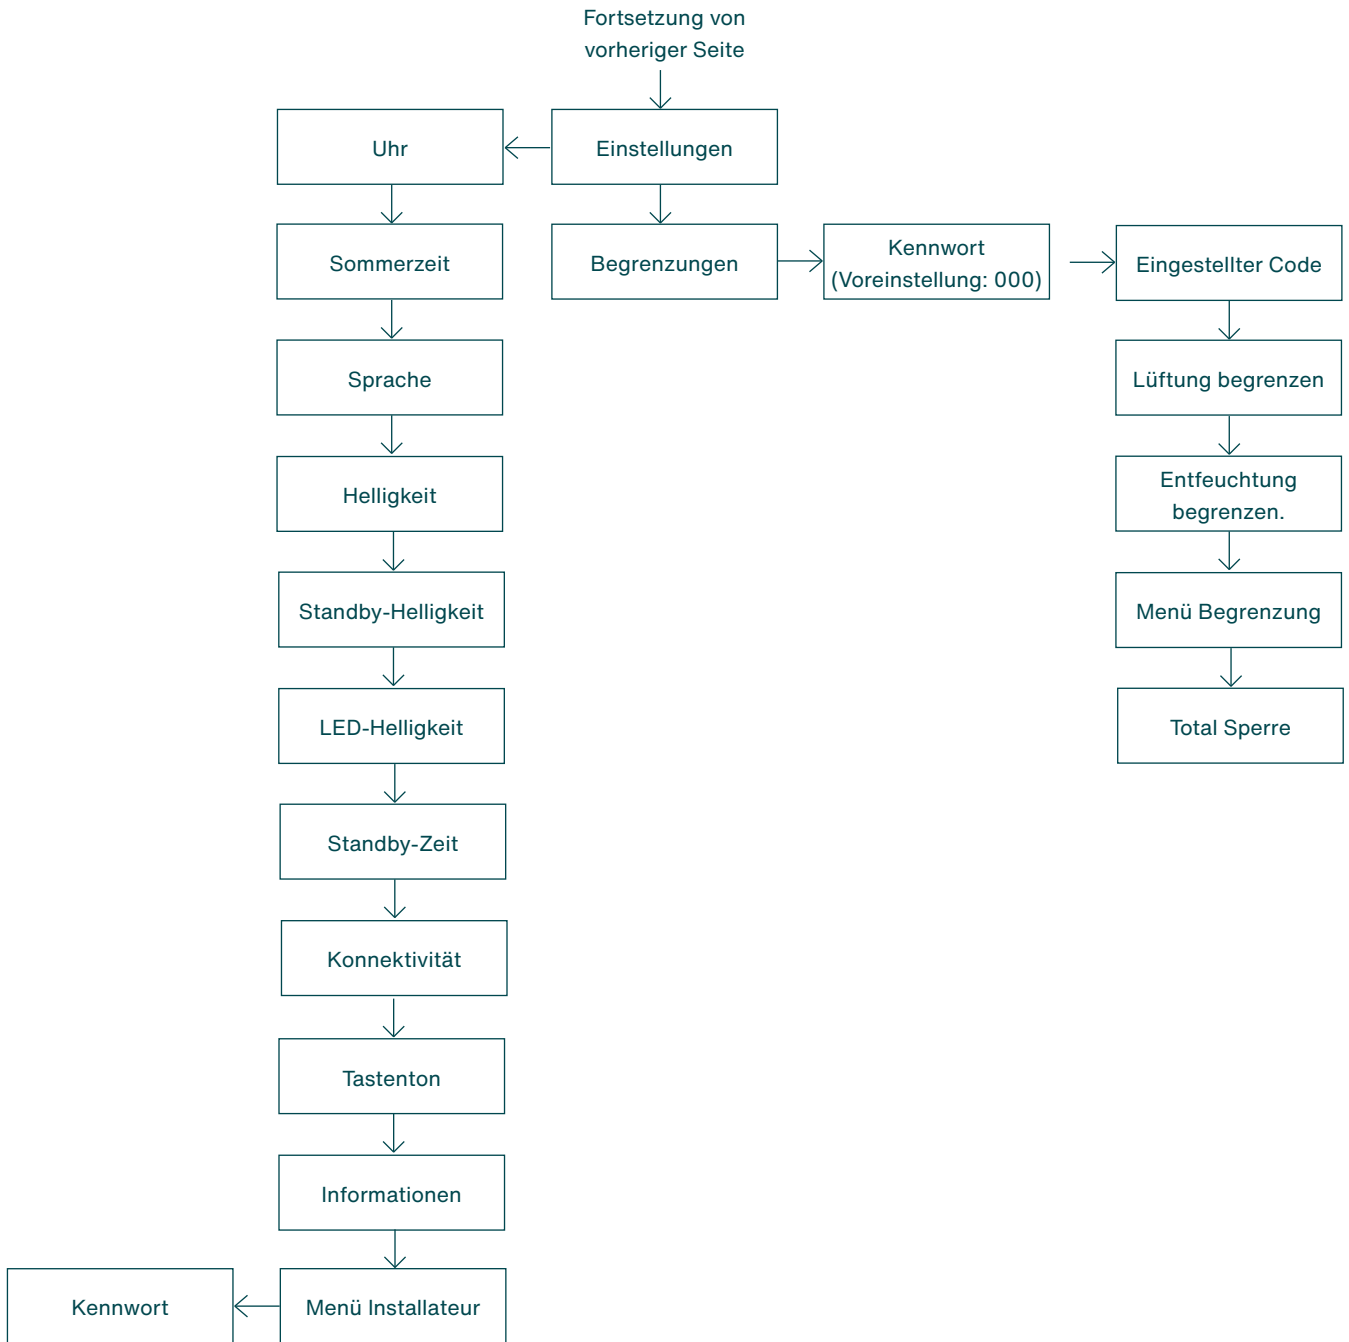 Fortsetzung von
vorheriger Seite
Uhr
Einstellungen
Sommerzeit
Begrenzungen
Kennwort
(Voreinstellung: 000)
Eingestellter Code
Sprache
Lüftung begrenzen
Helligkeit
Entfeuchtung
begrenzen.
Standby-Helligkeit
Menü Begrenzung
LED-Helligkeit
Total Sperre
Standby-Zeit
Konnektivität
Tastenton
Informationen
Kennwort
Menü Installateur